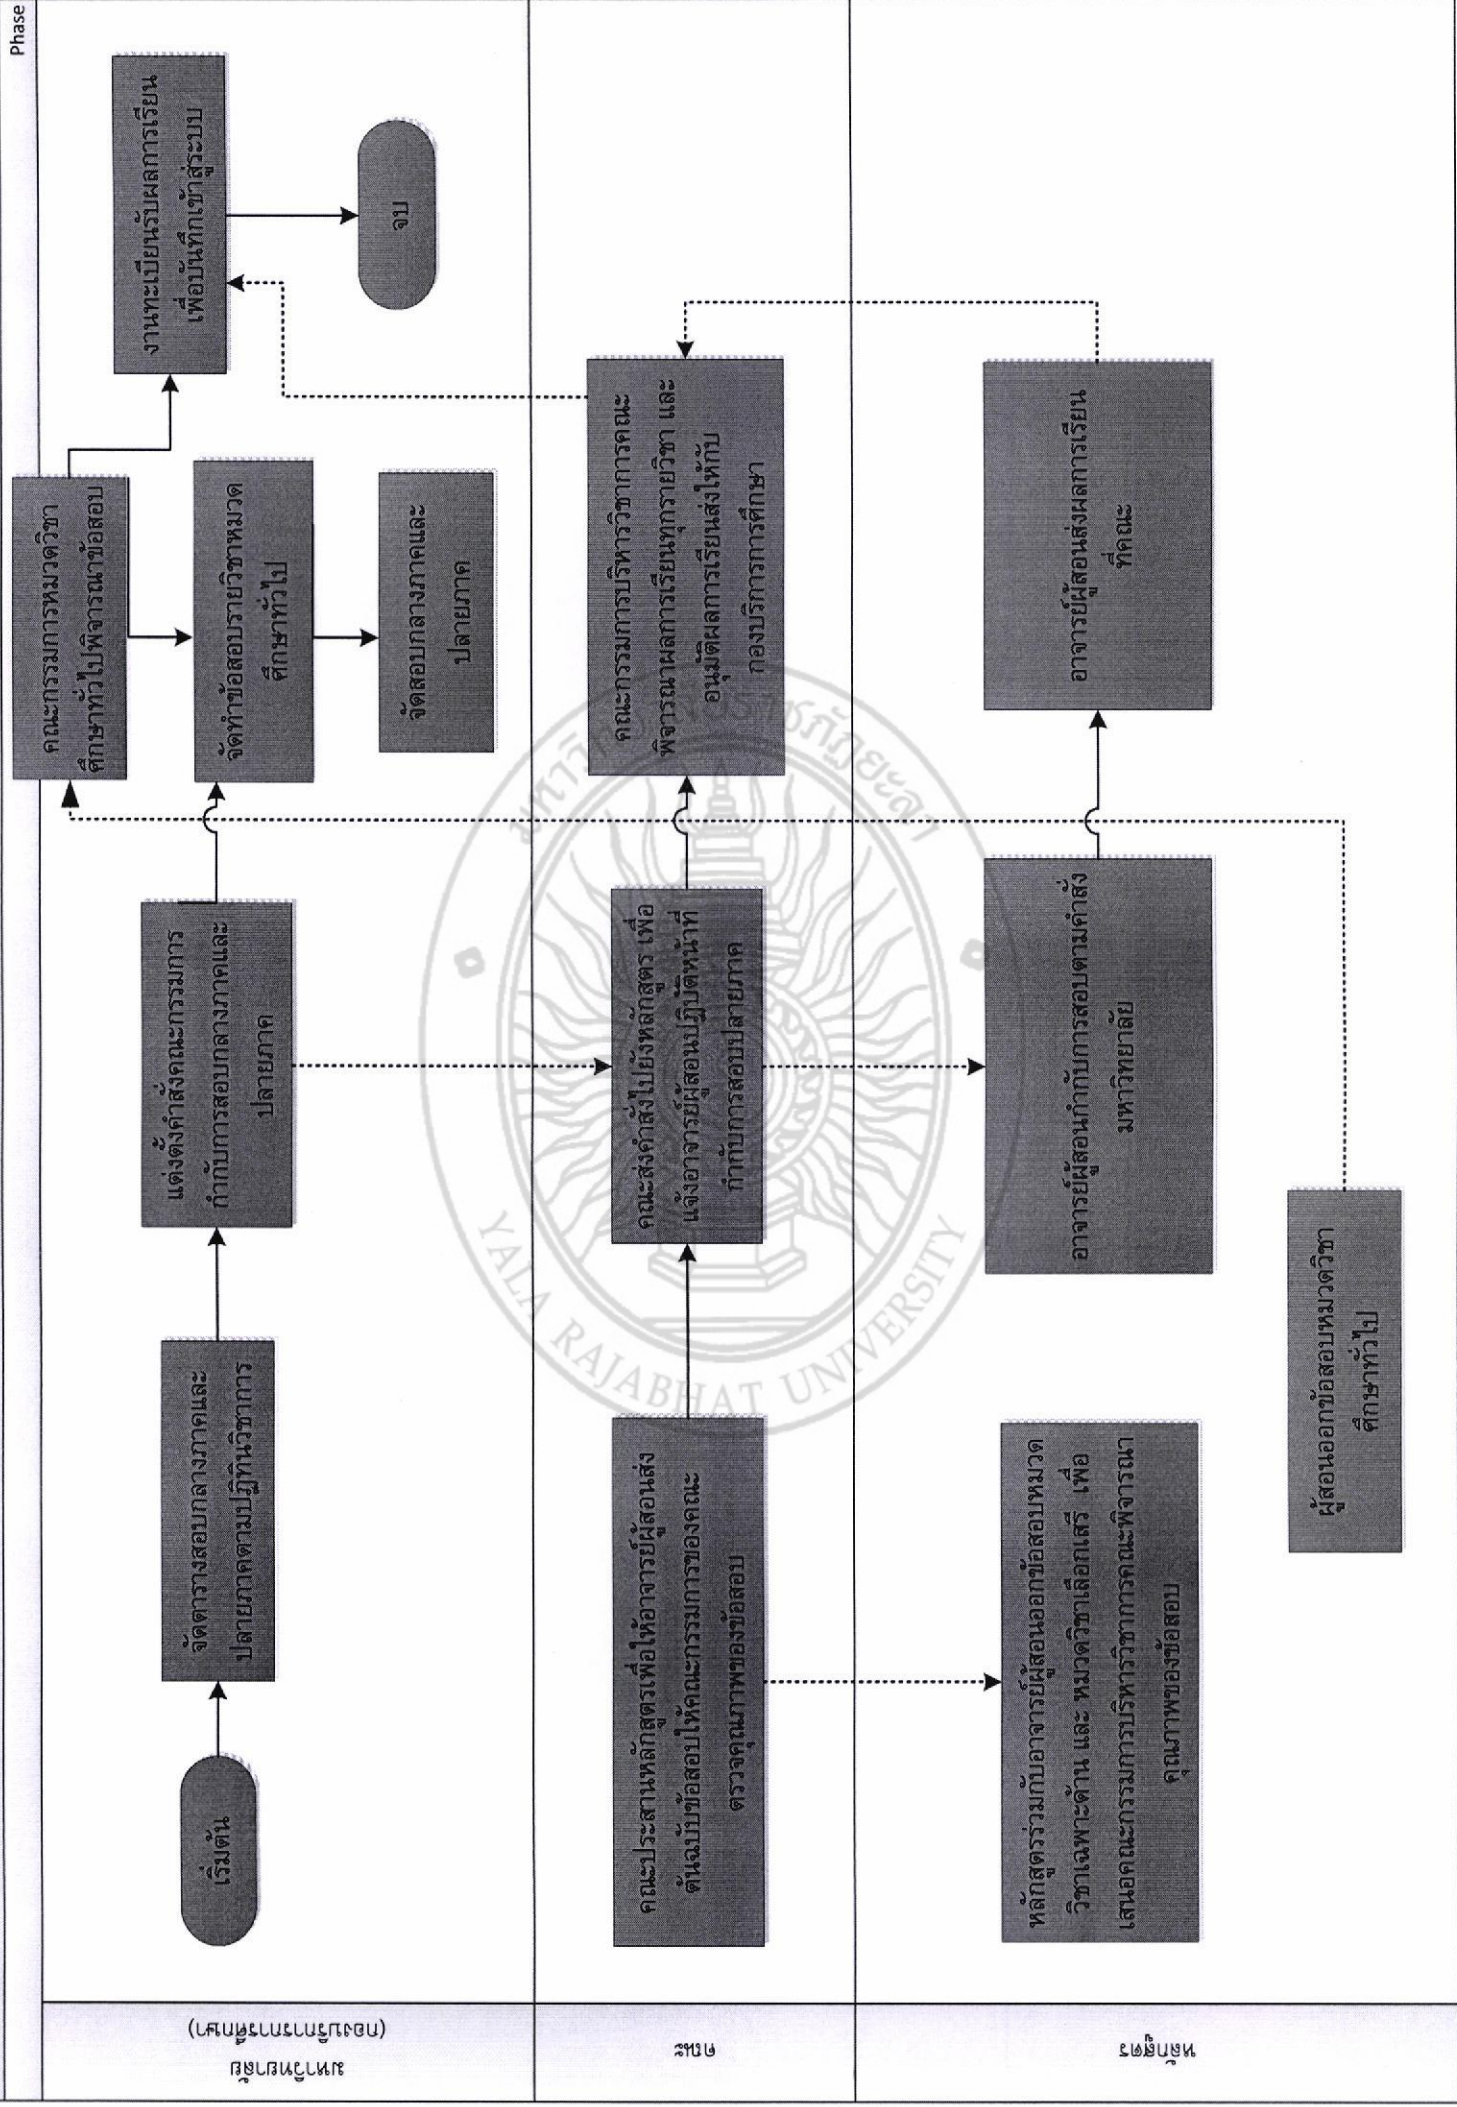 Phase
มหาวิทยาลัย
(กองบริการการศึกษา)
เริ่มต้น
จัดตารางสอบกลางภาคและ
ปลายภาคตามปฏิทินวิชาการ
แต่งตั้งคำสั่งคณะกรรมการ
กำกับการสอบกลางภาคและ
ปลายภาค
คณะกรรมการหมวดวิชา
ศึกษาทั่วไปพิจารณาข้อสอบ
จัดทำข้อสอบรายวิชาหมวด
ศึกษาทั่วไป
จัดสอบกลางภาคและ
ปลายภาค
งานทะเบียนรับผลการเรียน
เพื่อบันทึกเข้าสู่ระบบ
จบ
คณะ
คณะประสานหลักสูตรเพื่อให้อาจารย์ผู้สอนส่ง
ต้นฉบับข้อสอบให้คณะกรรมการของคณะ
ตรวจคุณภาพของข้อสอบ
คณะส่งคำสั่งไปยังหลักสูตร เพื่อ
แจ้งอาจารย์ผู้สอนปฏิบัติหน้าที่
กำกับการสอบปลายภาค
คณะกรรมการบริหารวิชาการคณะ
พิจารณาผลการเรียนทุกรายวิชา และ
อนุมัติผลการเรียนส่งให้กับ
กองบริการการศึกษา
หลักสูตร
หลักสูตรร่วมกับอาจารย์ผู้สอนออกข้อสอบหมวด
วิชาเฉพาะด้าน และ หมวดวิชาเลือกเสรี เพื่อ
เสนอคณะกรรมการบริหารวิชาการคณะพิจารณา
คุณภาพของข้อสอบ
อาจารย์ผู้สอนกำกับการสอบตามคำสั่ง
มหาวิทยาลัย
อาจารย์ผู้สอนส่งผลการเรียน
ที่คณะ
ผู้สอนออกข้อสอบหมวดวิชา
ศึกษาทั่วไป
มหาวิทยาลัยราชภัฏยะลา
YALA RAJABHAT UNIVERSITY